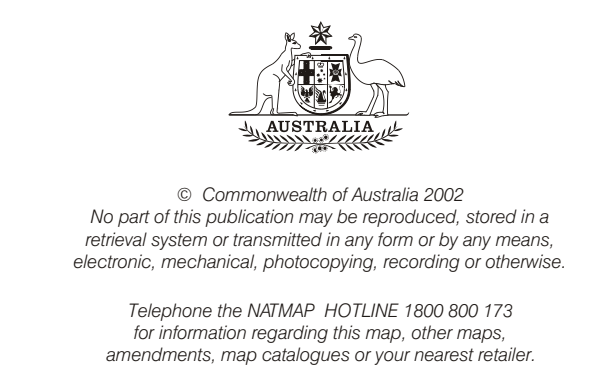 AUSTRALIA
© Commonwealth of Australia 2002
No part of this publication may be reproduced, stored in a
retrieval system or transmitted in any form or by any means,
electronic, mechanical, photocopying, recording or otherwise.
Telephone the NATMAP HOTLINE 1800 800 173
for information regarding this map, other maps,
amendments, map catalogues or your nearest retailer.